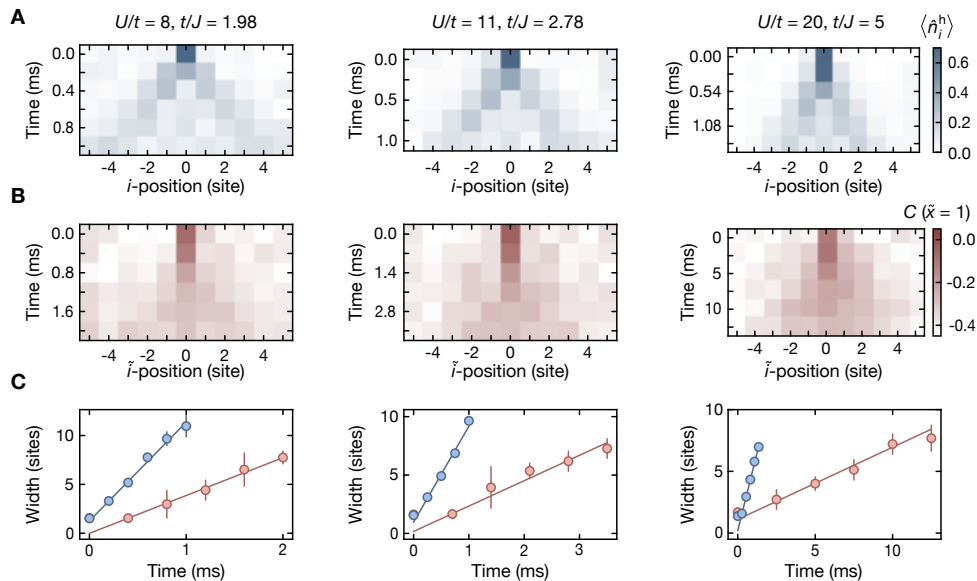 A
U/t = 8, t/J = 1.98
U/t = 11, t/J = 2.78
U/t = 20, t/J = 5
⟨n̂ᵢʰ⟩
Time (ms)
0.0
0.4
0.8
-4 -2 0 2 4
i-position (site)
Time (ms)
0.0
0.5
1.0
-4 -2 0 2 4
i-position (site)
Time (ms)
0.00
0.54
1.08
-4 -2 0 2 4
i-position (site)
0.6
0.4
0.2
0.0
B
C (x̃ = 1)
Time (ms)
0.0
0.8
1.6
-4 -2 0 2 4
ĩ-position (site)
Time (ms)
0.0
1.4
2.8
-4 -2 0 2 4
ĩ-position (site)
Time (ms)
0
5
10
-4 -2 0 2 4
ĩ-position (site)
0.0
-0.2
-0.4
C
Width (sites)
10
5
0
0 1 2
Time (ms)
Width (sites)
10
5
0
0 1 2 3
Time (ms)
Width (sites)
10
5
0
0 5 10
Time (ms)